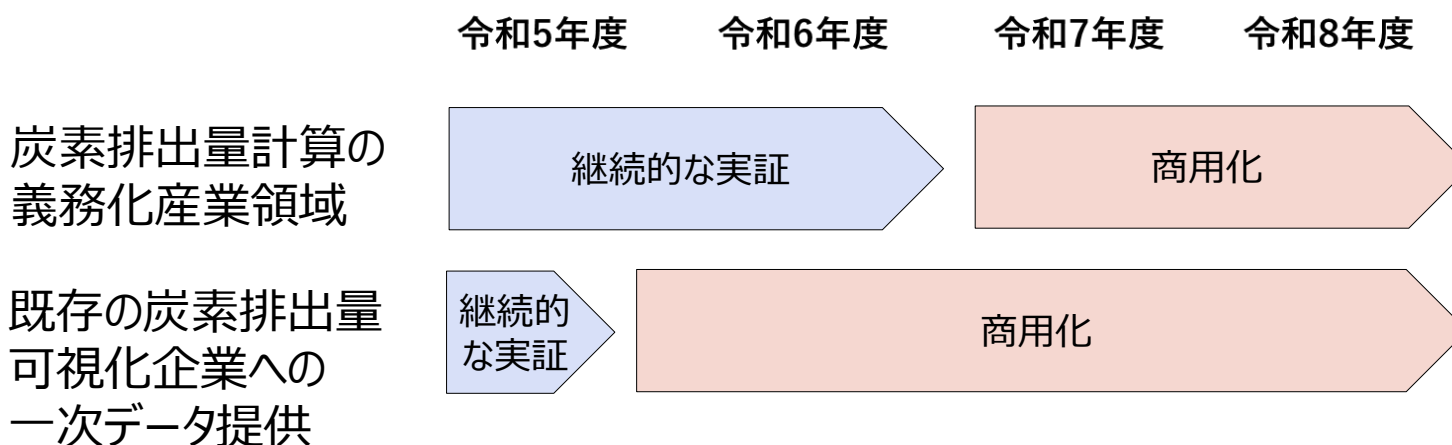 令和5年度 令和6年度 令和7年度 令和8年度
炭素排出量計算の
義務化産業領域
継続的な実証
商用化
既存の炭素排出量
可視化企業への
一次データ提供
継続的
な実証
商用化